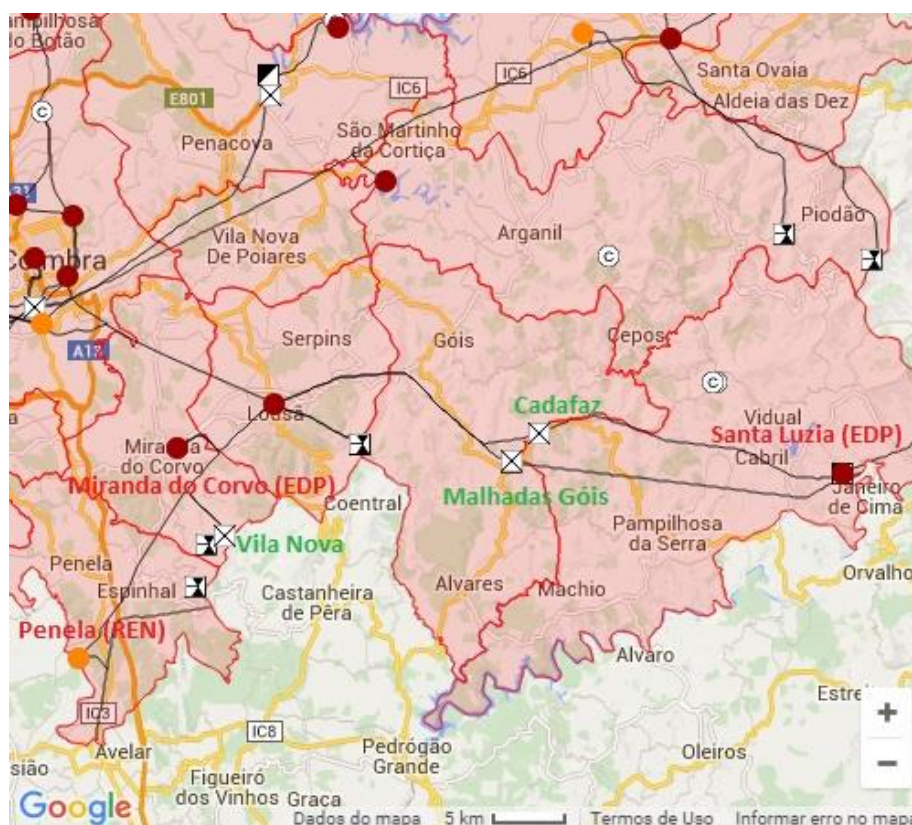 ampilhosa
do Botão
E801
IC6
IC6
Santa Ovaia
Aldeia das Dez
Penacova
São Martinho
da Cortiça
Piodão
Arganil
Vila Nova
De Poiares
Coimbra
A13
Serpins
Góis
Cepos
Cadafaz
Vidual
Lousã
Santa Luzia (EDP)
Cabril
Miranda
do Corvo
Miranda do Corvo (EDP)
Malhadas Góis
Janeiro
de Cima
Coentral
Vila Nova
Pampilhosa
da Serra
Penela
Espinhal
Alvares
Machio
Orvalho
Castanheira
de Pêra
Penela (REN)
Alvaro
Estrei
IC3
IC8
Avelar
Pedrógão
Grande
Oleiros
sião
Figueiró
dos Vinhos
Graca
+
−
Google
Dados do mapa
5 km
Termos de Uso
Informar erro no mapa